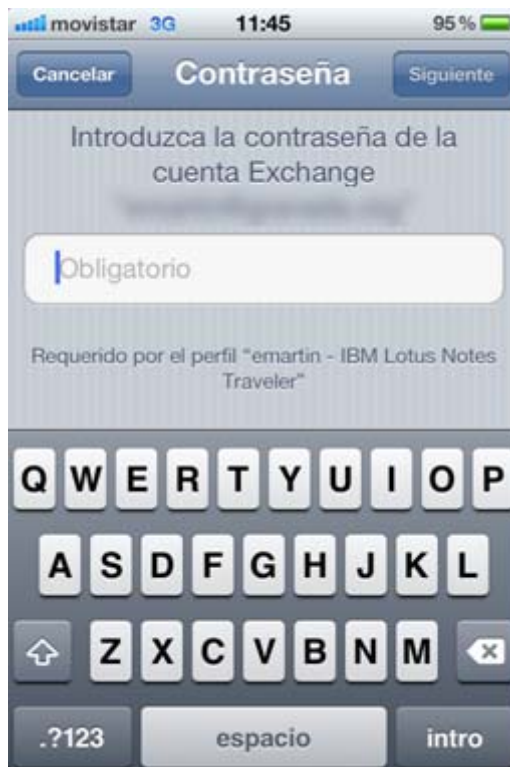 movistar 3G 11:45 95 %
Cancelar Contraseña Siguiente
Introduzca la contraseña de la
cuenta Exchange
Obligatorio
Requerido por el perfil "emartin - IBM Lotus Notes
Traveler"
Q W E R T Y U I O P
A S D F G H J K L
Z X C V B N M
.?123 espacio intro